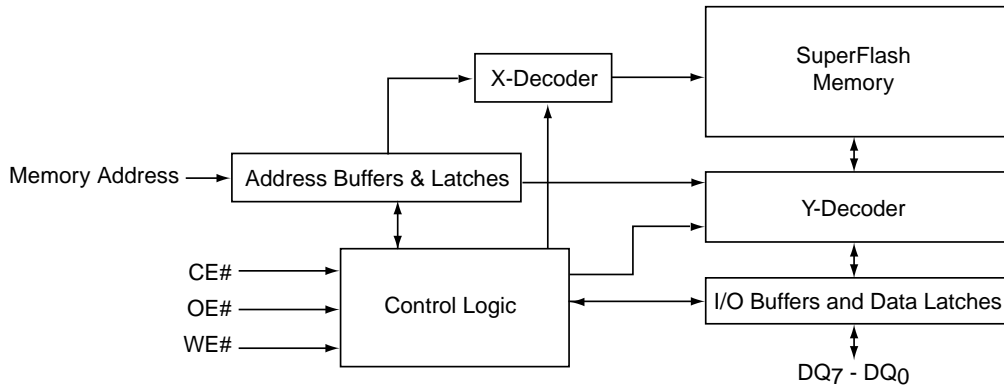 SuperFlash
Memory
X-Decoder
Memory Address
Address Buffers & Latches
Y-Decoder
CE#
OE#
WE#
Control Logic
I/O Buffers and Data Latches
DQ7 - DQ0